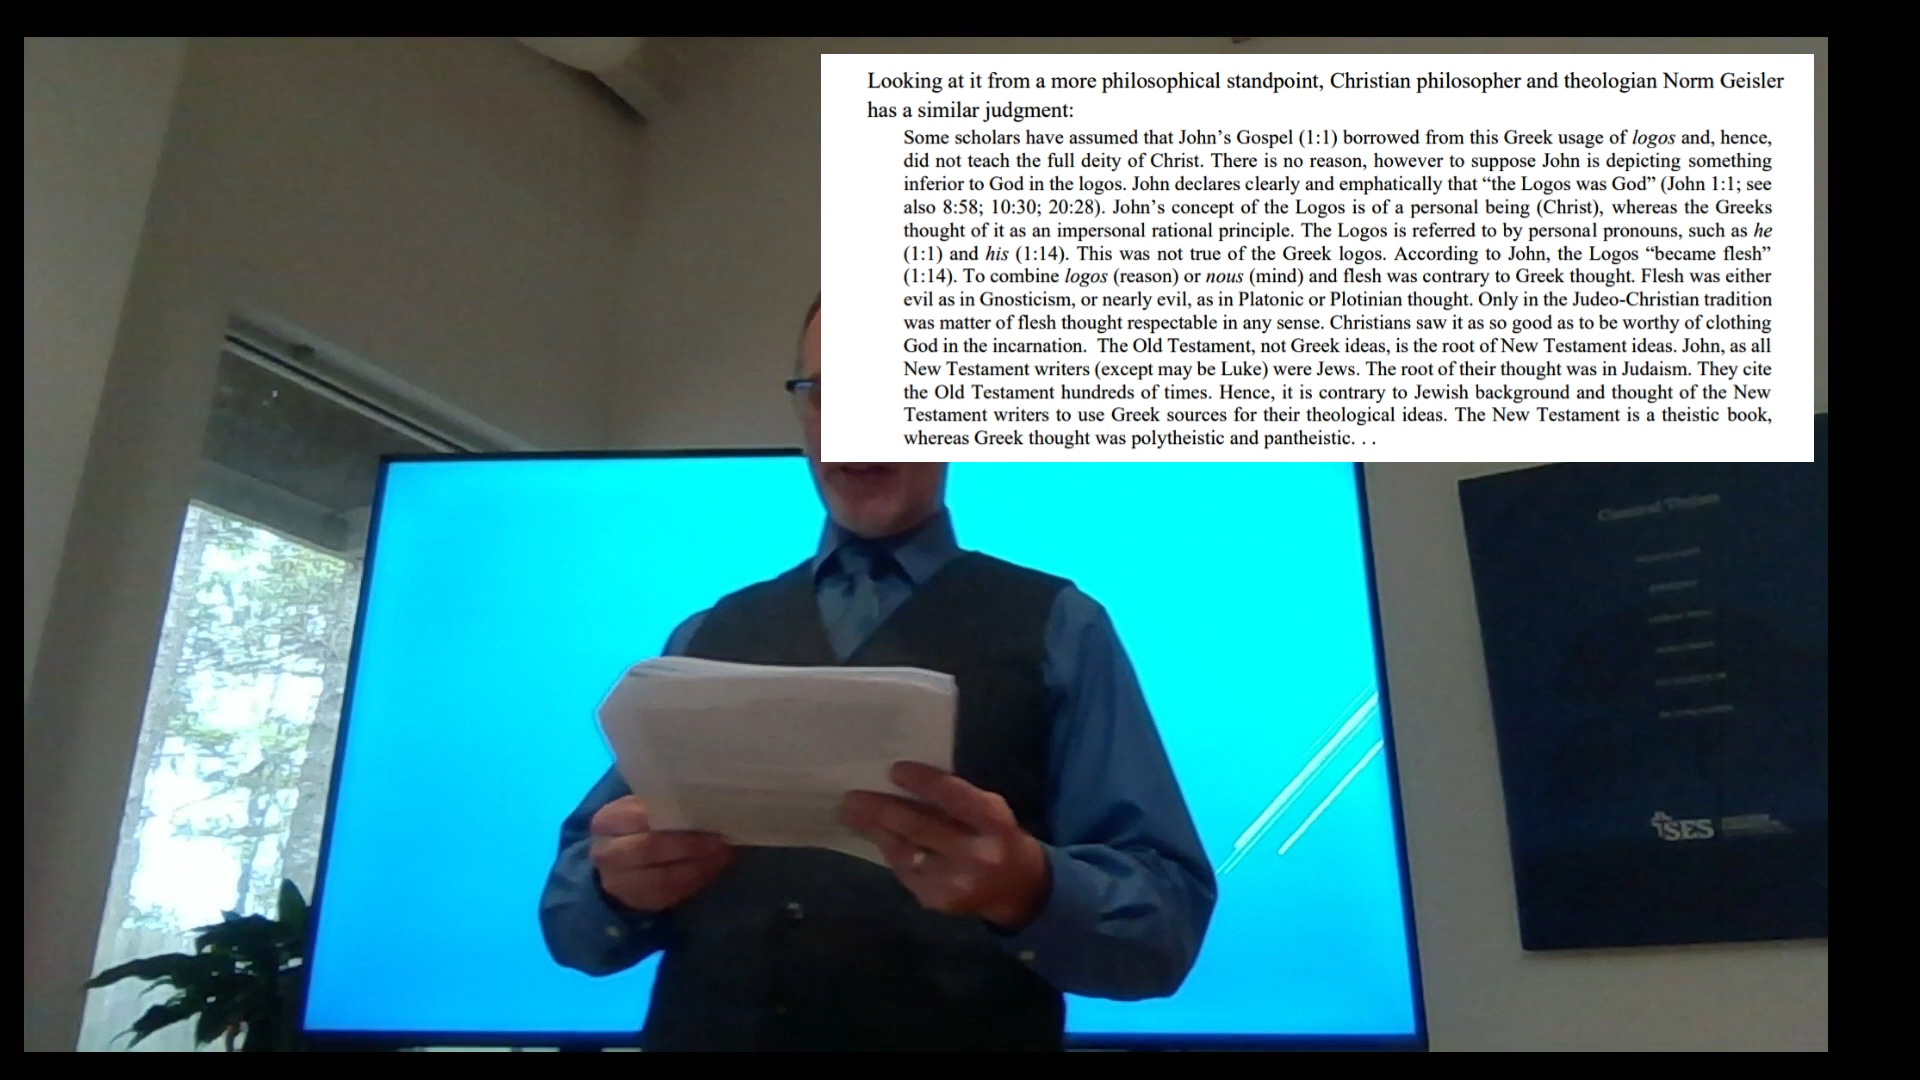 Looking at it from a more philosophical standpoint, Christian philosopher and theologian Norm Geisler
has a similar judgment:
Some scholars have assumed that John’s Gospel (1:1) borrowed from this Greek usage of logos and, hence,
did not teach the full deity of Christ. There is no reason, however to suppose John is depicting something
inferior to God in the logos. John declares clearly and emphatically that “the Logos was God” (John 1:1; see
also 8:58; 10:30; 20:28). John’s concept of the Logos is of a personal being (Christ), whereas the Greeks
thought of it as an impersonal rational principle. The Logos is referred to by personal pronouns, such as he
(1:1) and his (1:14). This was not true of the Greek logos. According to John, the Logos “became flesh”
(1:14). To combine logos (reason) or nous (mind) and flesh was contrary to Greek thought. Flesh was either
evil as in Gnosticism, or nearly evil, as in Platonic or Plotinian thought. Only in the Judeo-Christian tradition
was matter of flesh thought respectable in any sense. Christians saw it as so good as to be worthy of clothing
God in the incarnation.  The Old Testament, not Greek ideas, is the root of New Testament ideas. John, as all
New Testament writers (except may be Luke) were Jews. The root of their thought was in Judaism. They cite
the Old Testament hundreds of times. Hence, it is contrary to Jewish background and thought of the New
Testament writers to use Greek sources for their theological ideas. The New Testament is a theistic book,
whereas Greek thought was polytheistic and pantheistic. . .
Classical Theism
SES